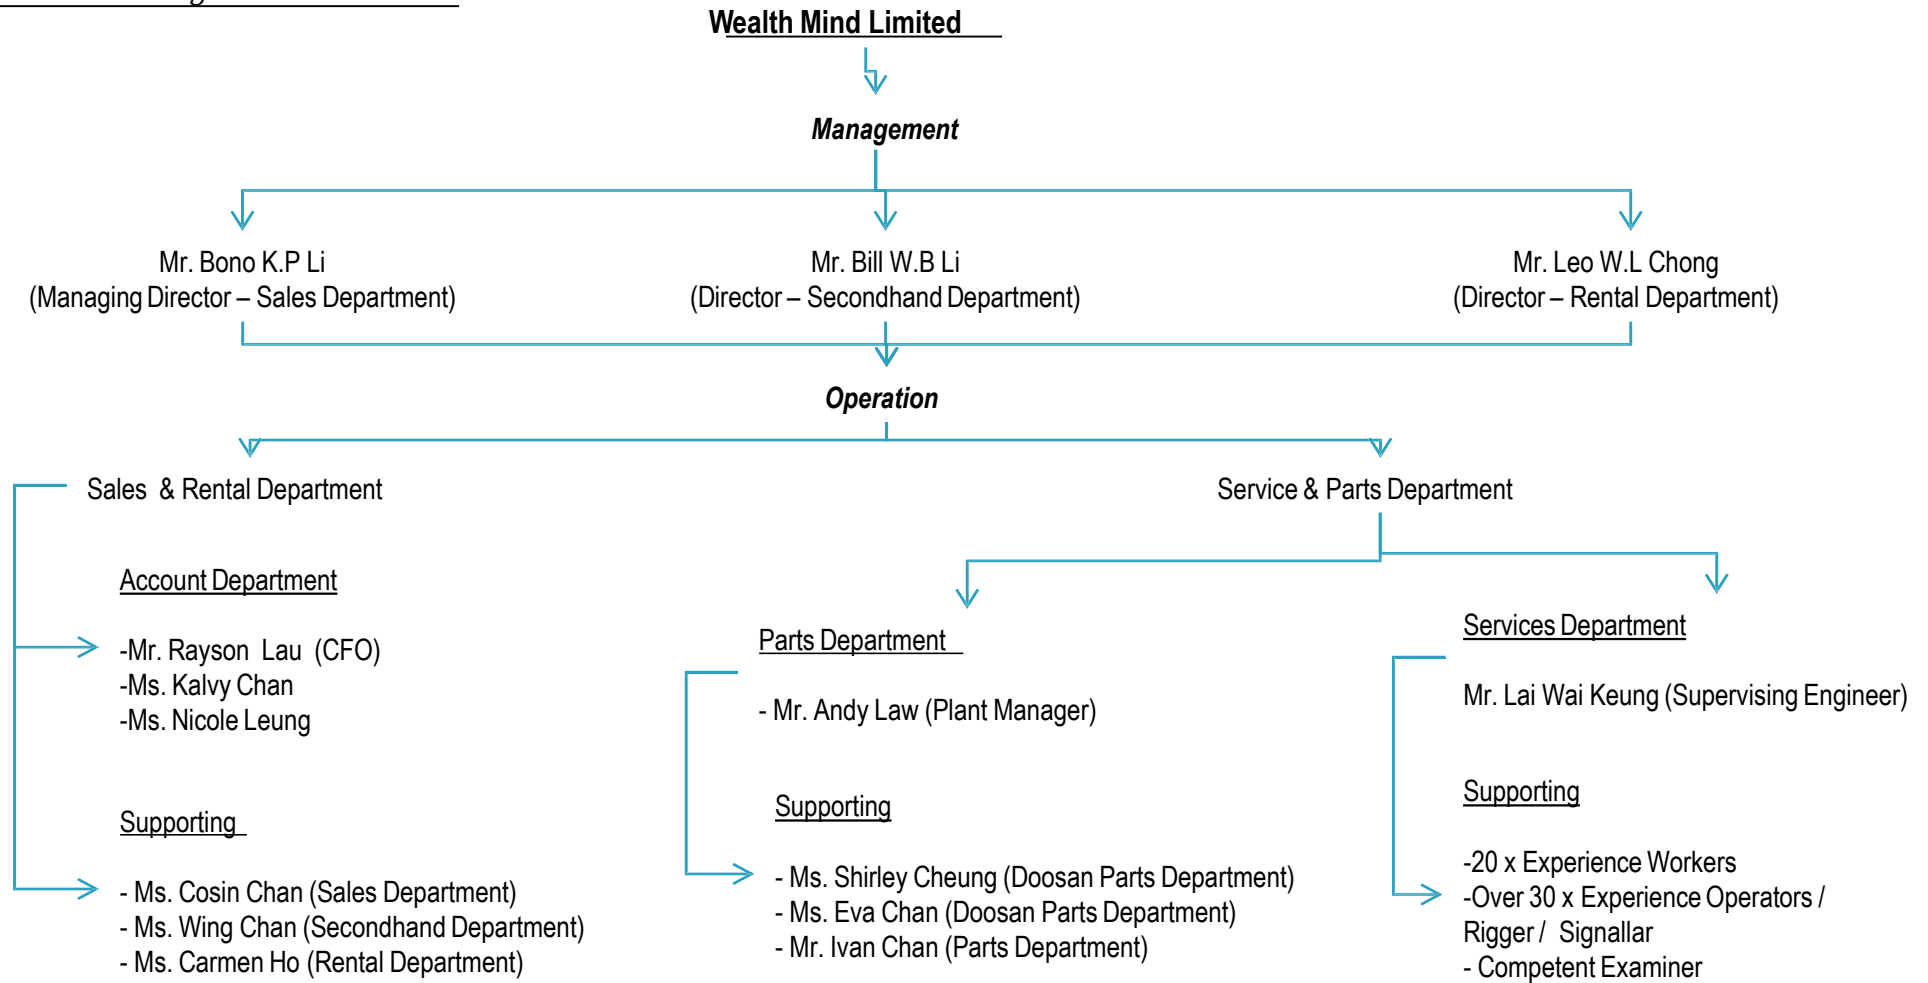 Wealth Mind Limited
Management
Mr. Bono K.P Li
(Managing Director – Sales Department)
Mr. Bill W.B Li
(Director – Secondhand Department)
Mr. Leo W.L Chong
(Director – Rental Department)
Operation
Sales & Rental Department
Service & Parts Department
Account Department
-Mr. Rayson Lau (CFO)
-Ms. Kalvy Chan
-Ms. Nicole Leung
Supporting
- Ms. Cosin Chan (Sales Department)
- Ms. Wing Chan (Secondhand Department)
- Ms. Carmen Ho (Rental Department)
Parts Department
- Mr. Andy Law (Plant Manager)
Supporting
- Ms. Shirley Cheung (Doosan Parts Department)
- Ms. Eva Chan (Doosan Parts Department)
- Mr. Ivan Chan (Parts Department)
Services Department
Mr. Lai Wai Keung (Supervising Engineer)
Supporting
-20 x Experience Workers
-Over 30 x Experience Operators /
Rigger / Signallar
- Competent Examiner